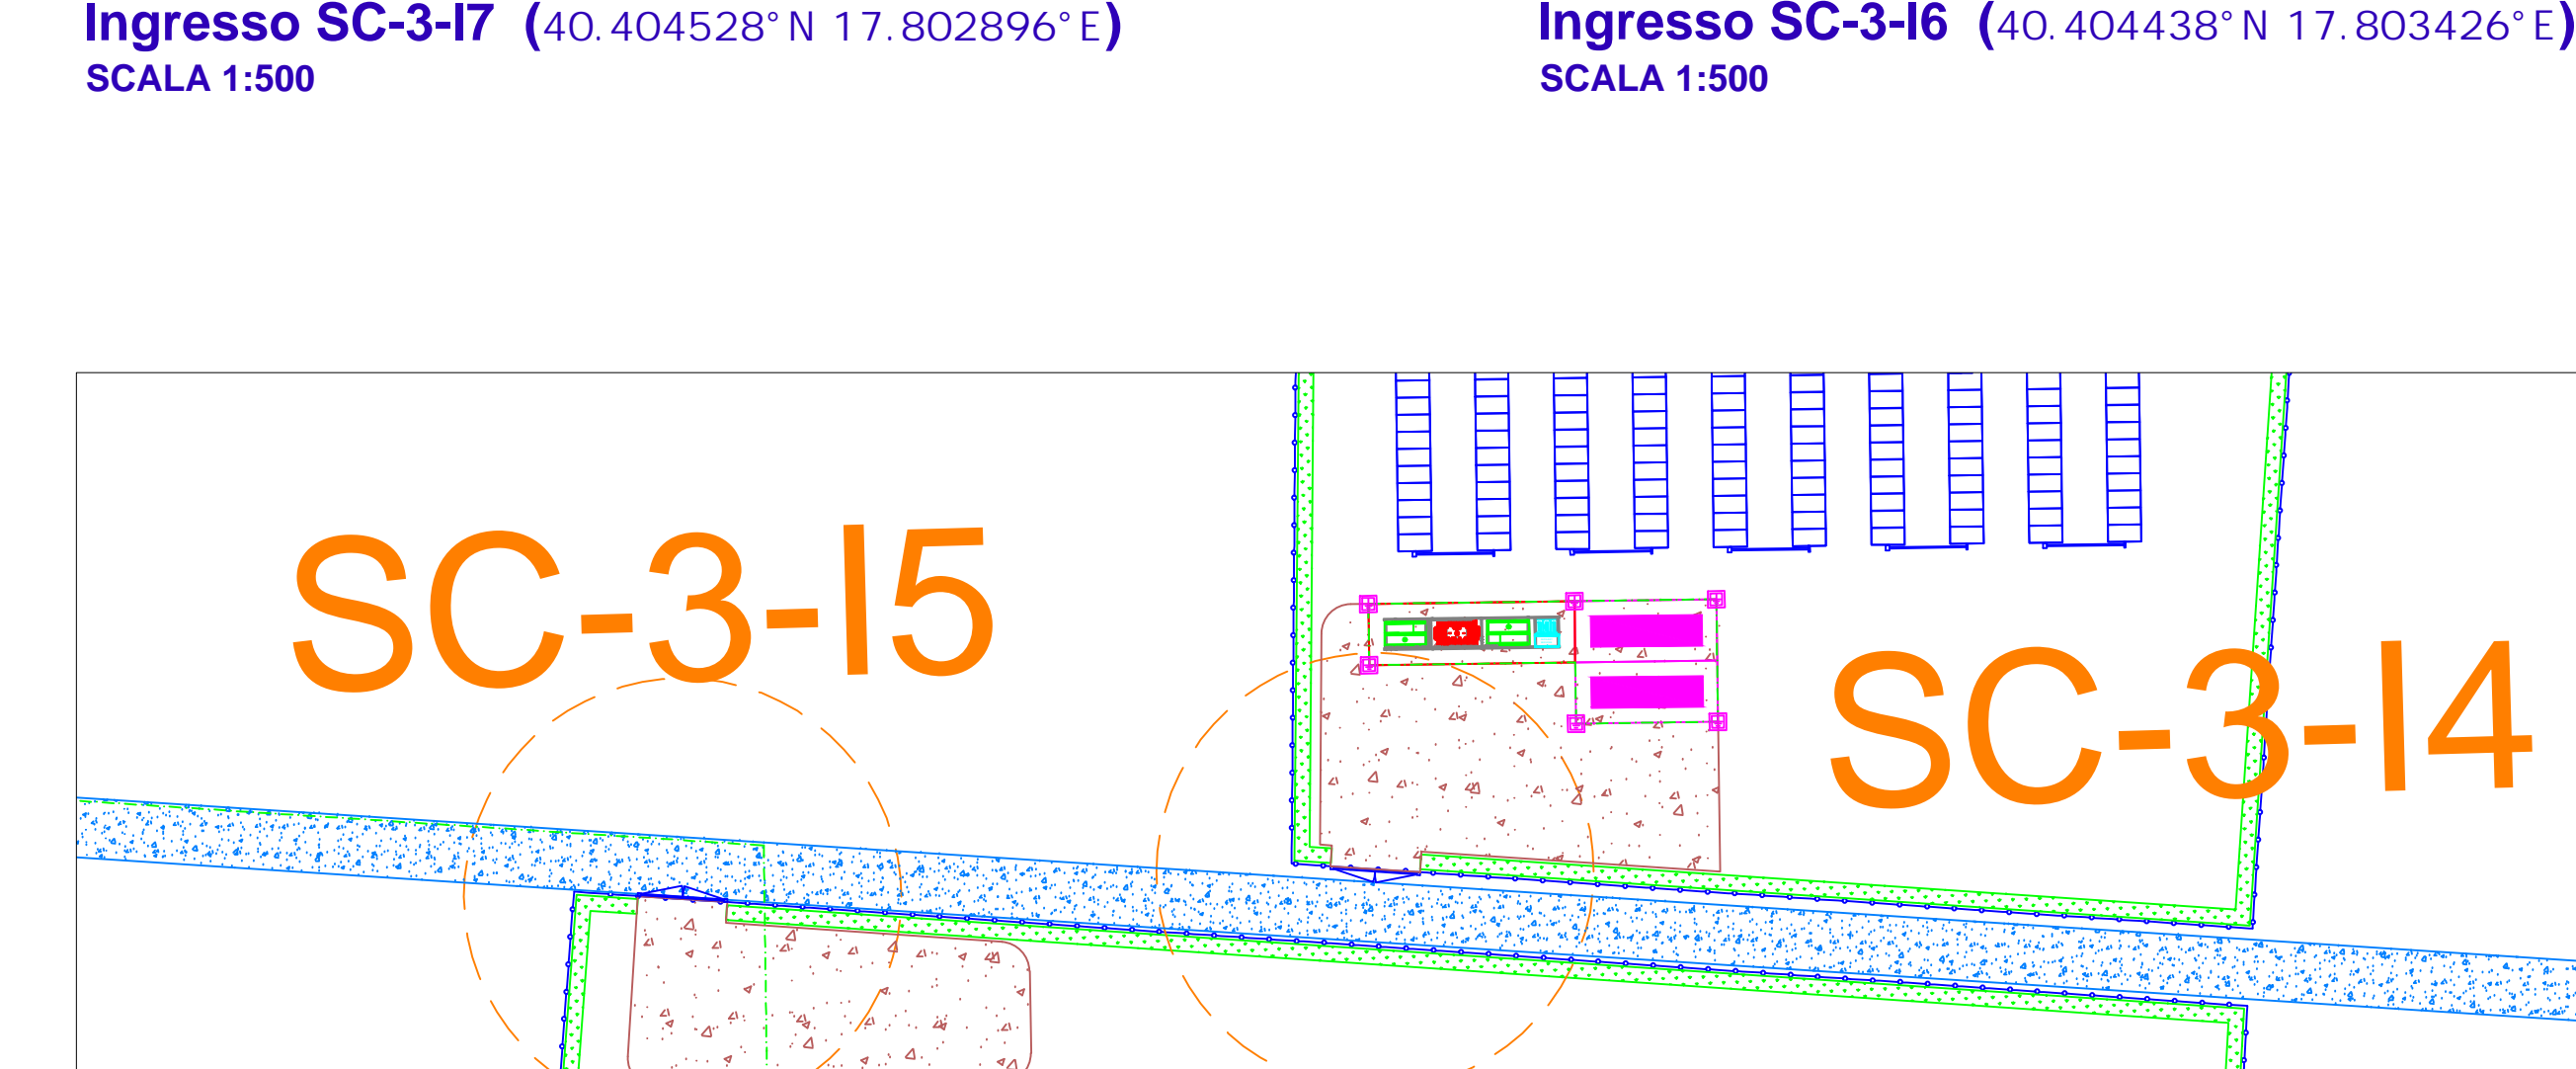 Ingresso SC-3-I7 (40.404528°N 17.802896°E)
SCALA 1:500
Ingresso SC-3-I6 (40.404438°N 17.803426°E)
SCALA 1:500
SC-3-I5
SC-3-I4